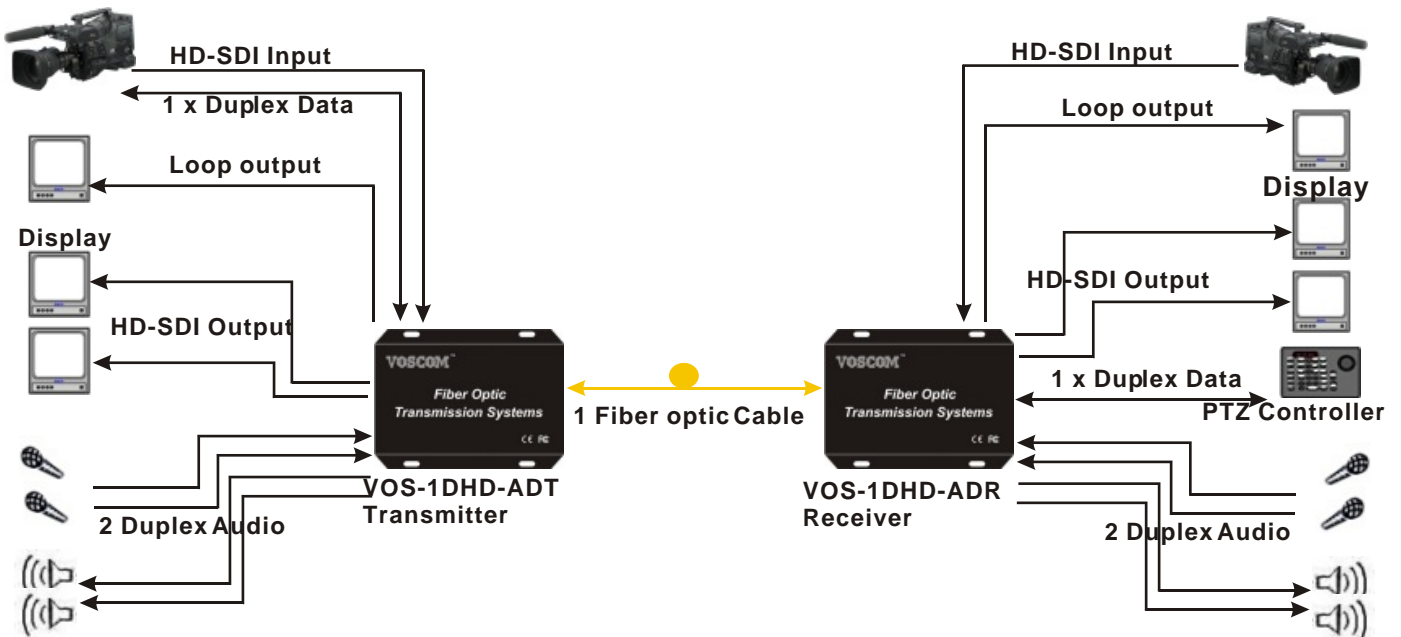 HD-SDI Input
1 x Duplex Data
Loop output
Display
HD-SDI Output
2 Duplex Audio
VOSCOM™
Fiber Optic
Transmission Systems
CE FC
VOS-1DHD-ADT
Transmitter
1 Fiber optic Cable
HD-SDI Input
Loop output
Display
HD-SDI Output
1 x Duplex Data
PTZ Controller
VOSCOM™
Fiber Optic
Transmission Systems
CE FC
VOS-1DHD-ADR
Receiver
2 Duplex Audio